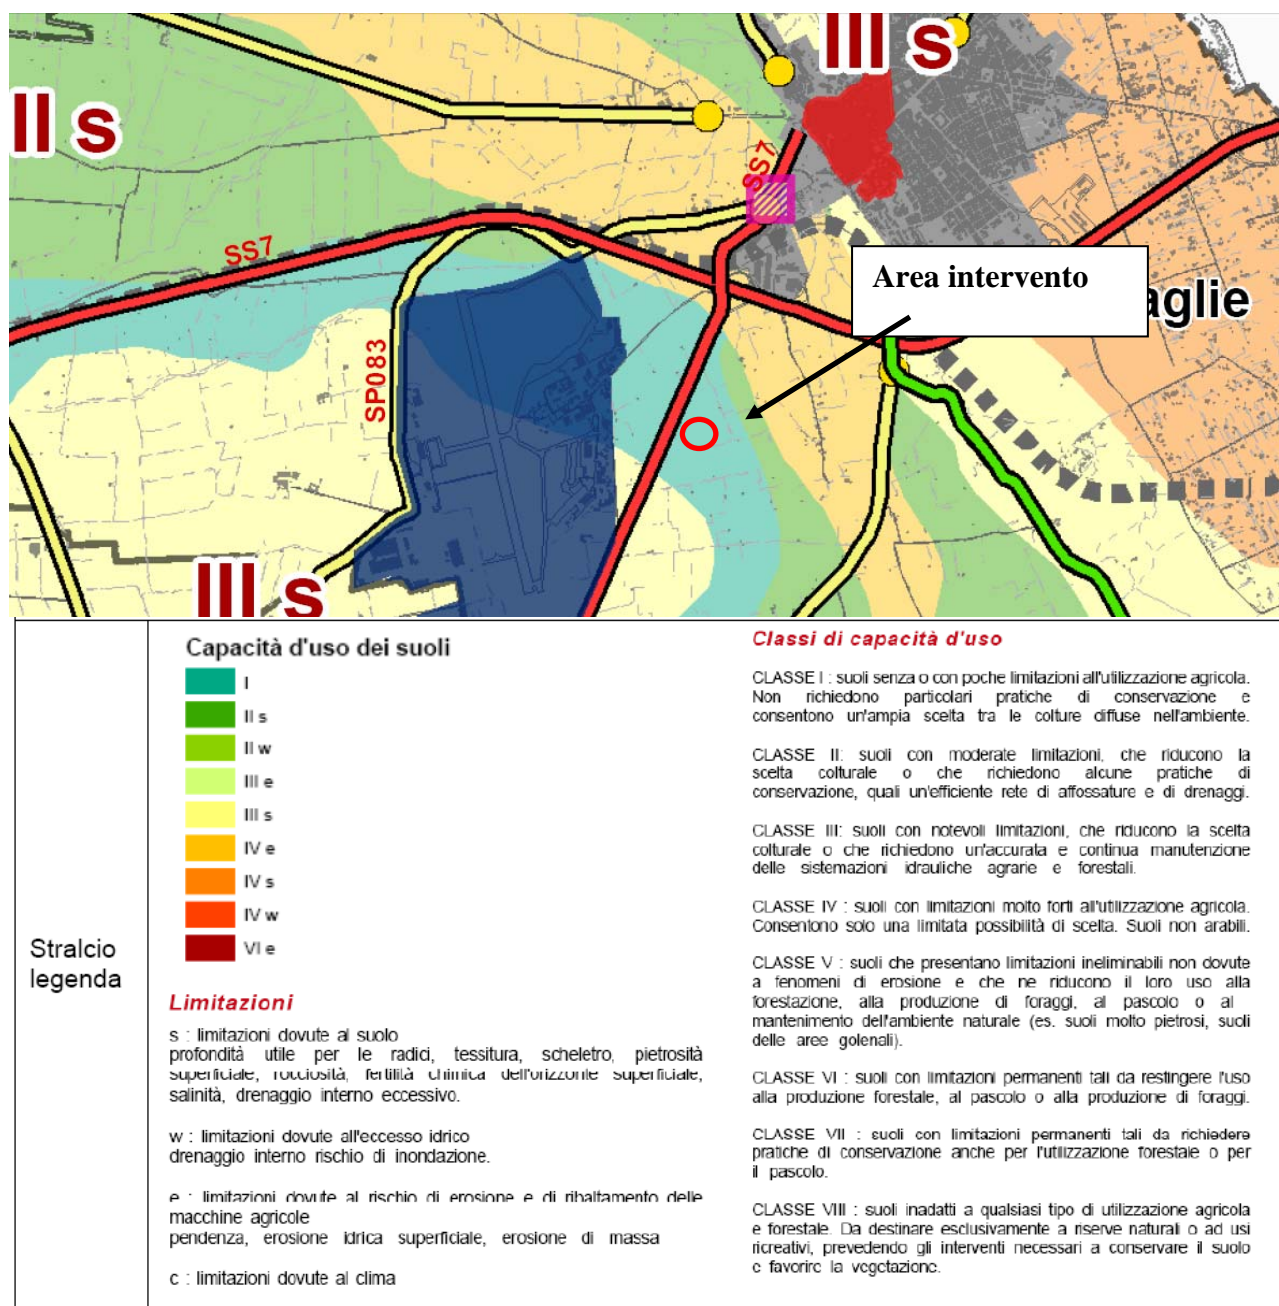 III s
II s
SS7
SS7
Area intervento
aglie
SP083
III s
Stralcio
legenda
Capacità d'uso dei suoli
I
II s
II w
III e
III s
IV e
IV s
IV w
VI e
Limitazioni
s : limitazioni dovute al suolo
profondità utile per le radici, tessitura, scheletro, pietrosità
superficiale, rocciosità, fertilità chimica dell'orizzonte superficiale,
salinità, drenaggio interno eccessivo.
w : limitazioni dovute all'eccesso idrico
drenaggio interno rischio di inondazione.
e : limitazioni dovute al rischio di erosione e di ribaltamento delle
macchine agricole
pendenza, erosione idrica superficiale, erosione di massa
c : limitazioni dovute al clima
Classi di capacità d'uso
CLASSE I : suoli senza o con poche limitazioni all'utilizzazione agricola.
Non richiedono particolari pratiche di conservazione e
consentono un'ampia scelta tra le colture diffuse nell'ambiente.
CLASSE II: suoli con moderate limitazioni, che riducono la
scelta colturale o che richiedono alcune pratiche di
conservazione, quali un'efficiente rete di affossature e di drenaggi.
CLASSE III: suoli con notevoli limitazioni, che riducono la scelta
colturale o che richiedono un'accurata e continua manutenzione
delle sistemazioni idrauliche agrarie e forestali.
CLASSE IV : suoli con limitazioni molto forti all'utilizzazione agricola.
Consentono solo una limitata possibilità di scelta. Suoli non arabili.
CLASSE V : suoli che presentano limitazioni ineliminabili non dovute
a fenomeni di erosione e che ne riducono il loro uso alla
forestazione, alla produzione di foraggi, al pascolo o al
mantenimento dell'ambiente naturale (es. suoli molto pietrosi, suoli
delle aree golenali).
CLASSE VI : suoli con limitazioni permanenti tali da restingere l'uso
alla produzione forestale, al pascolo o alla produzione di foraggi.
CLASSE VII : suoli con limitazioni permanenti tali da richiedere
pratiche di conservazione anche per l'utilizzazione forestale o per
il pascolo.
CLASSE VIII : suoli inadatti a qualsiasi tipo di utilizzazione agricola
e forestale. Da destinare esclusivamente a riserve naturali o ad usi
ricreativi, prevedendo gli interventi necessari a conservare il suolo
e favorire la vegetazione.